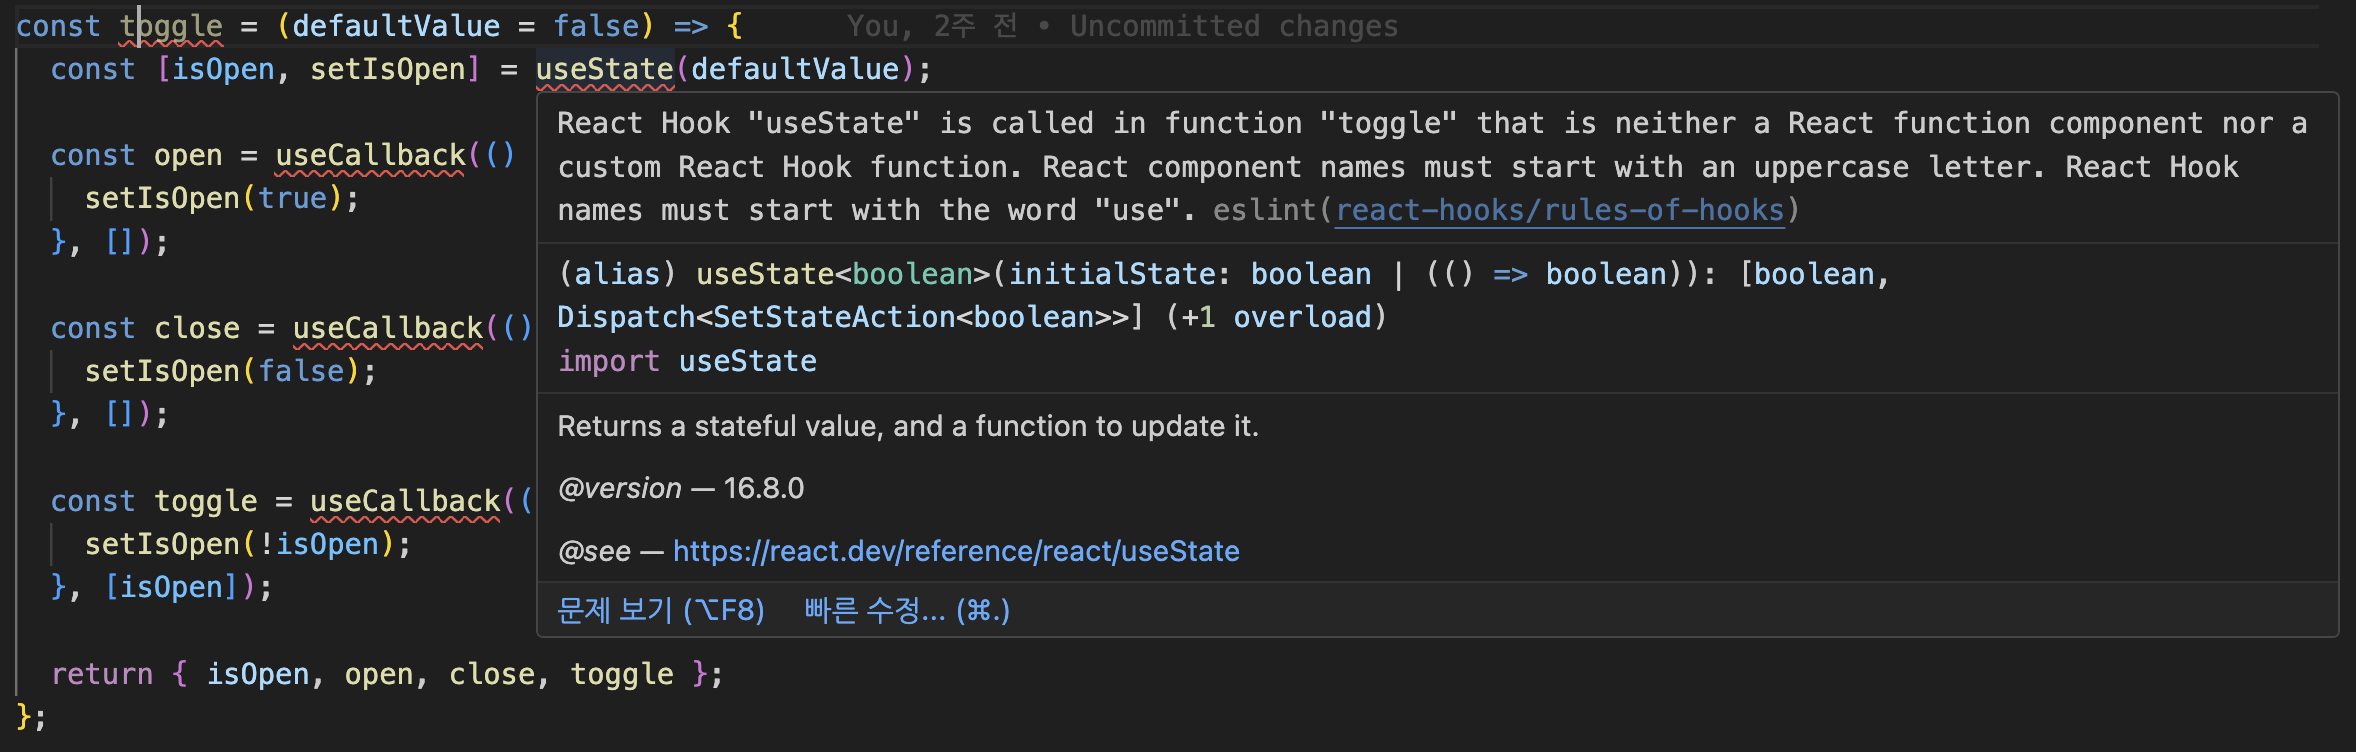 const toggle = (defaultValue = false) => { You, 2주 전 • Uncommitted changes
const [isOpen, setIsOpen] = useState(defaultValue);
React Hook "useState" is called in function "toggle" that is neither a React function component nor a
custom React Hook function. React component names must start with an uppercase letter. React Hook
names must start with the word "use". eslint(react-hooks/rules-of-hooks)
(alias) useState<boolean>(initialState: boolean | (() => boolean)): [boolean,
Dispatch<SetStateAction<boolean>>] (+1 overload)
import useState
Returns a stateful value, and a function to update it.
@version — 16.8.0
@see — https://react.dev/reference/react/useState
문제 보기 (⌥F8) 빠른 수정... (⌘.)
const open = useCallback(()
setIsOpen(true);
}, []);
const close = useCallback(()
setIsOpen(false);
}, []);
const toggle = useCallback((
setIsOpen(!isOpen);
}, [isOpen]);
return { isOpen, open, close, toggle };
};